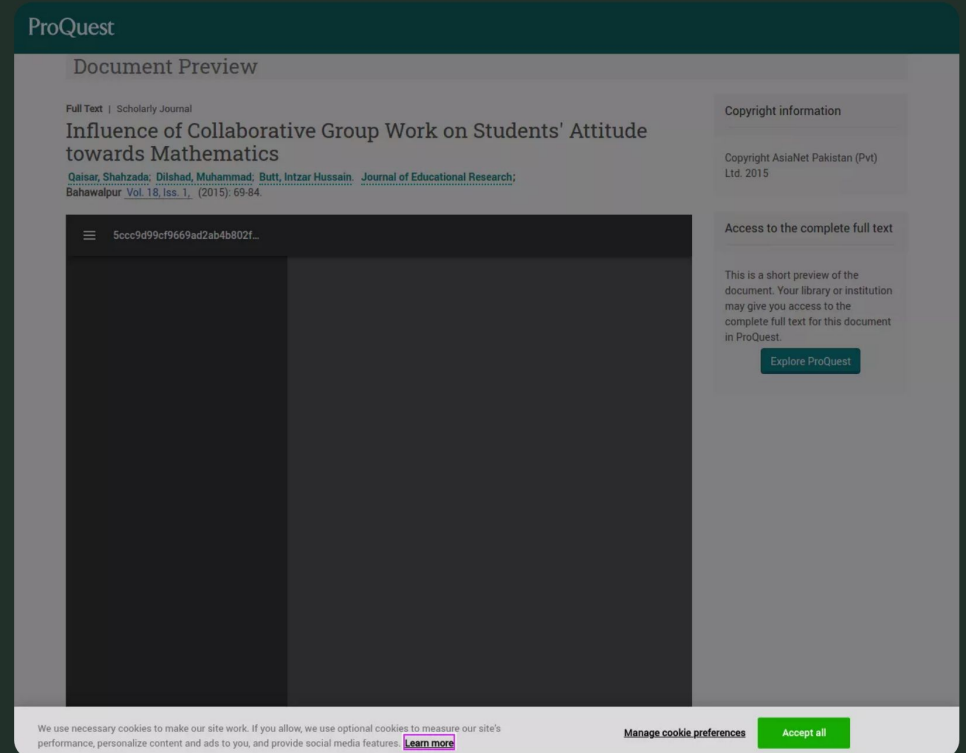 ProQuest
Document Preview
Full Text | Scholarly Journal
Influence of Collaborative Group Work on Students' Attitude
towards Mathematics
Qaisar, Shahzada; Dilshad, Muhammad; Butt, Intzar Hussain. Journal of Educational Research;
Bahawalpur Vol. 18, Iss. 1, (2015): 69-84.
5ccc9d99cf9669ad2ab4b802f...
Copyright information
Copyright AsiaNet Pakistan (Pvt)
Ltd. 2015
Access to the complete full text
This is a short preview of the
document. Your library or institution
may give you access to the
complete full text for this document
in ProQuest.
Explore ProQuest
We use necessary cookies to make our site work. If you allow, we use optional cookies to measure our site's
performance, personalize content and ads to you, and provide social media features. Learn more
Manage cookie preferences
Accept all